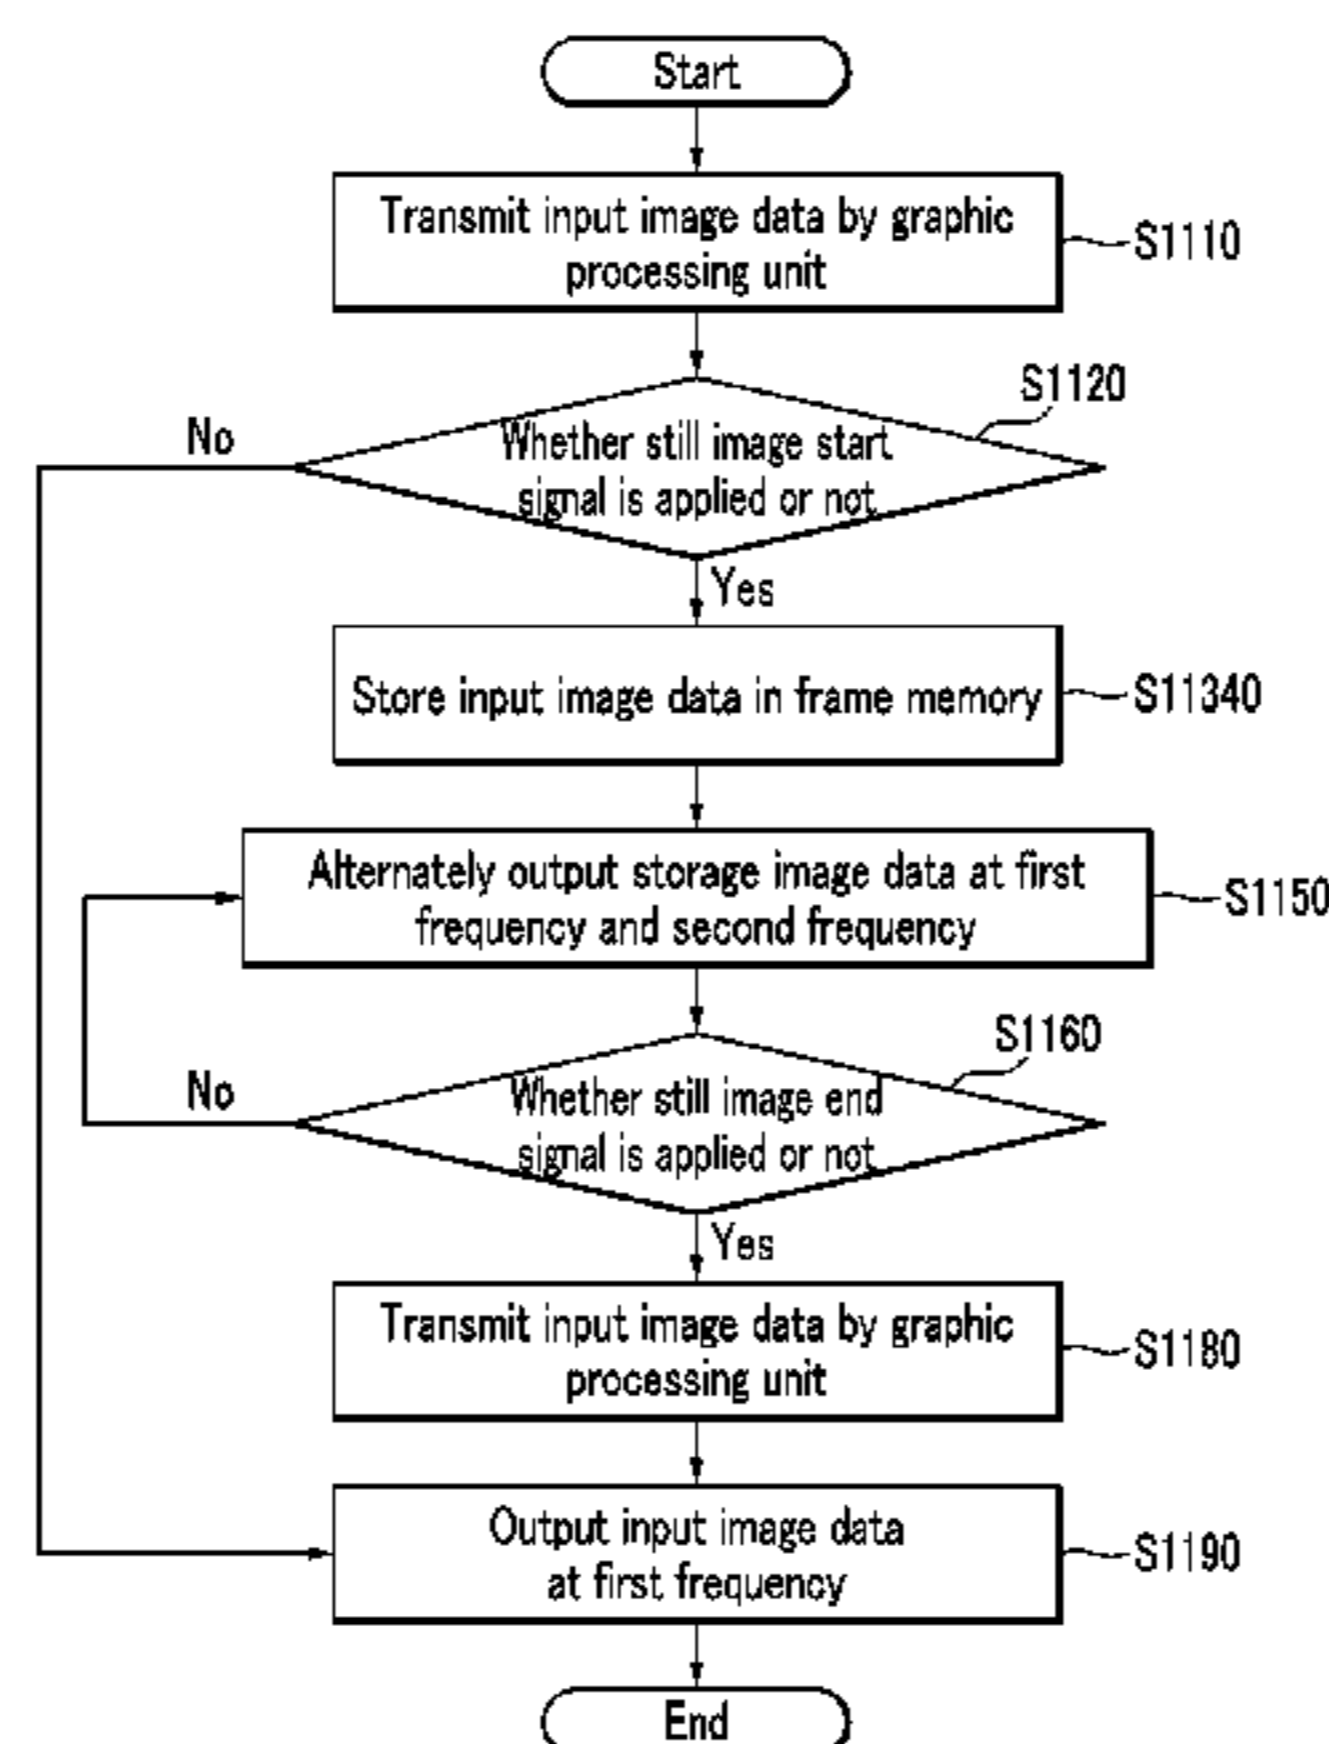 Start
Transmit input image data by graphic
processing unit
S1110
S1120
No
Whether still image start
signal is applied or not
Yes
Store input image data in frame memory
S11340
Alternately output storage image data at first
frequency and second frequency
S1150
S1160
No
Whether still image end
signal is applied or not
Yes
Transmit input image data by graphic
processing unit
S1180
Output input image data
at first frequency
S1190
End